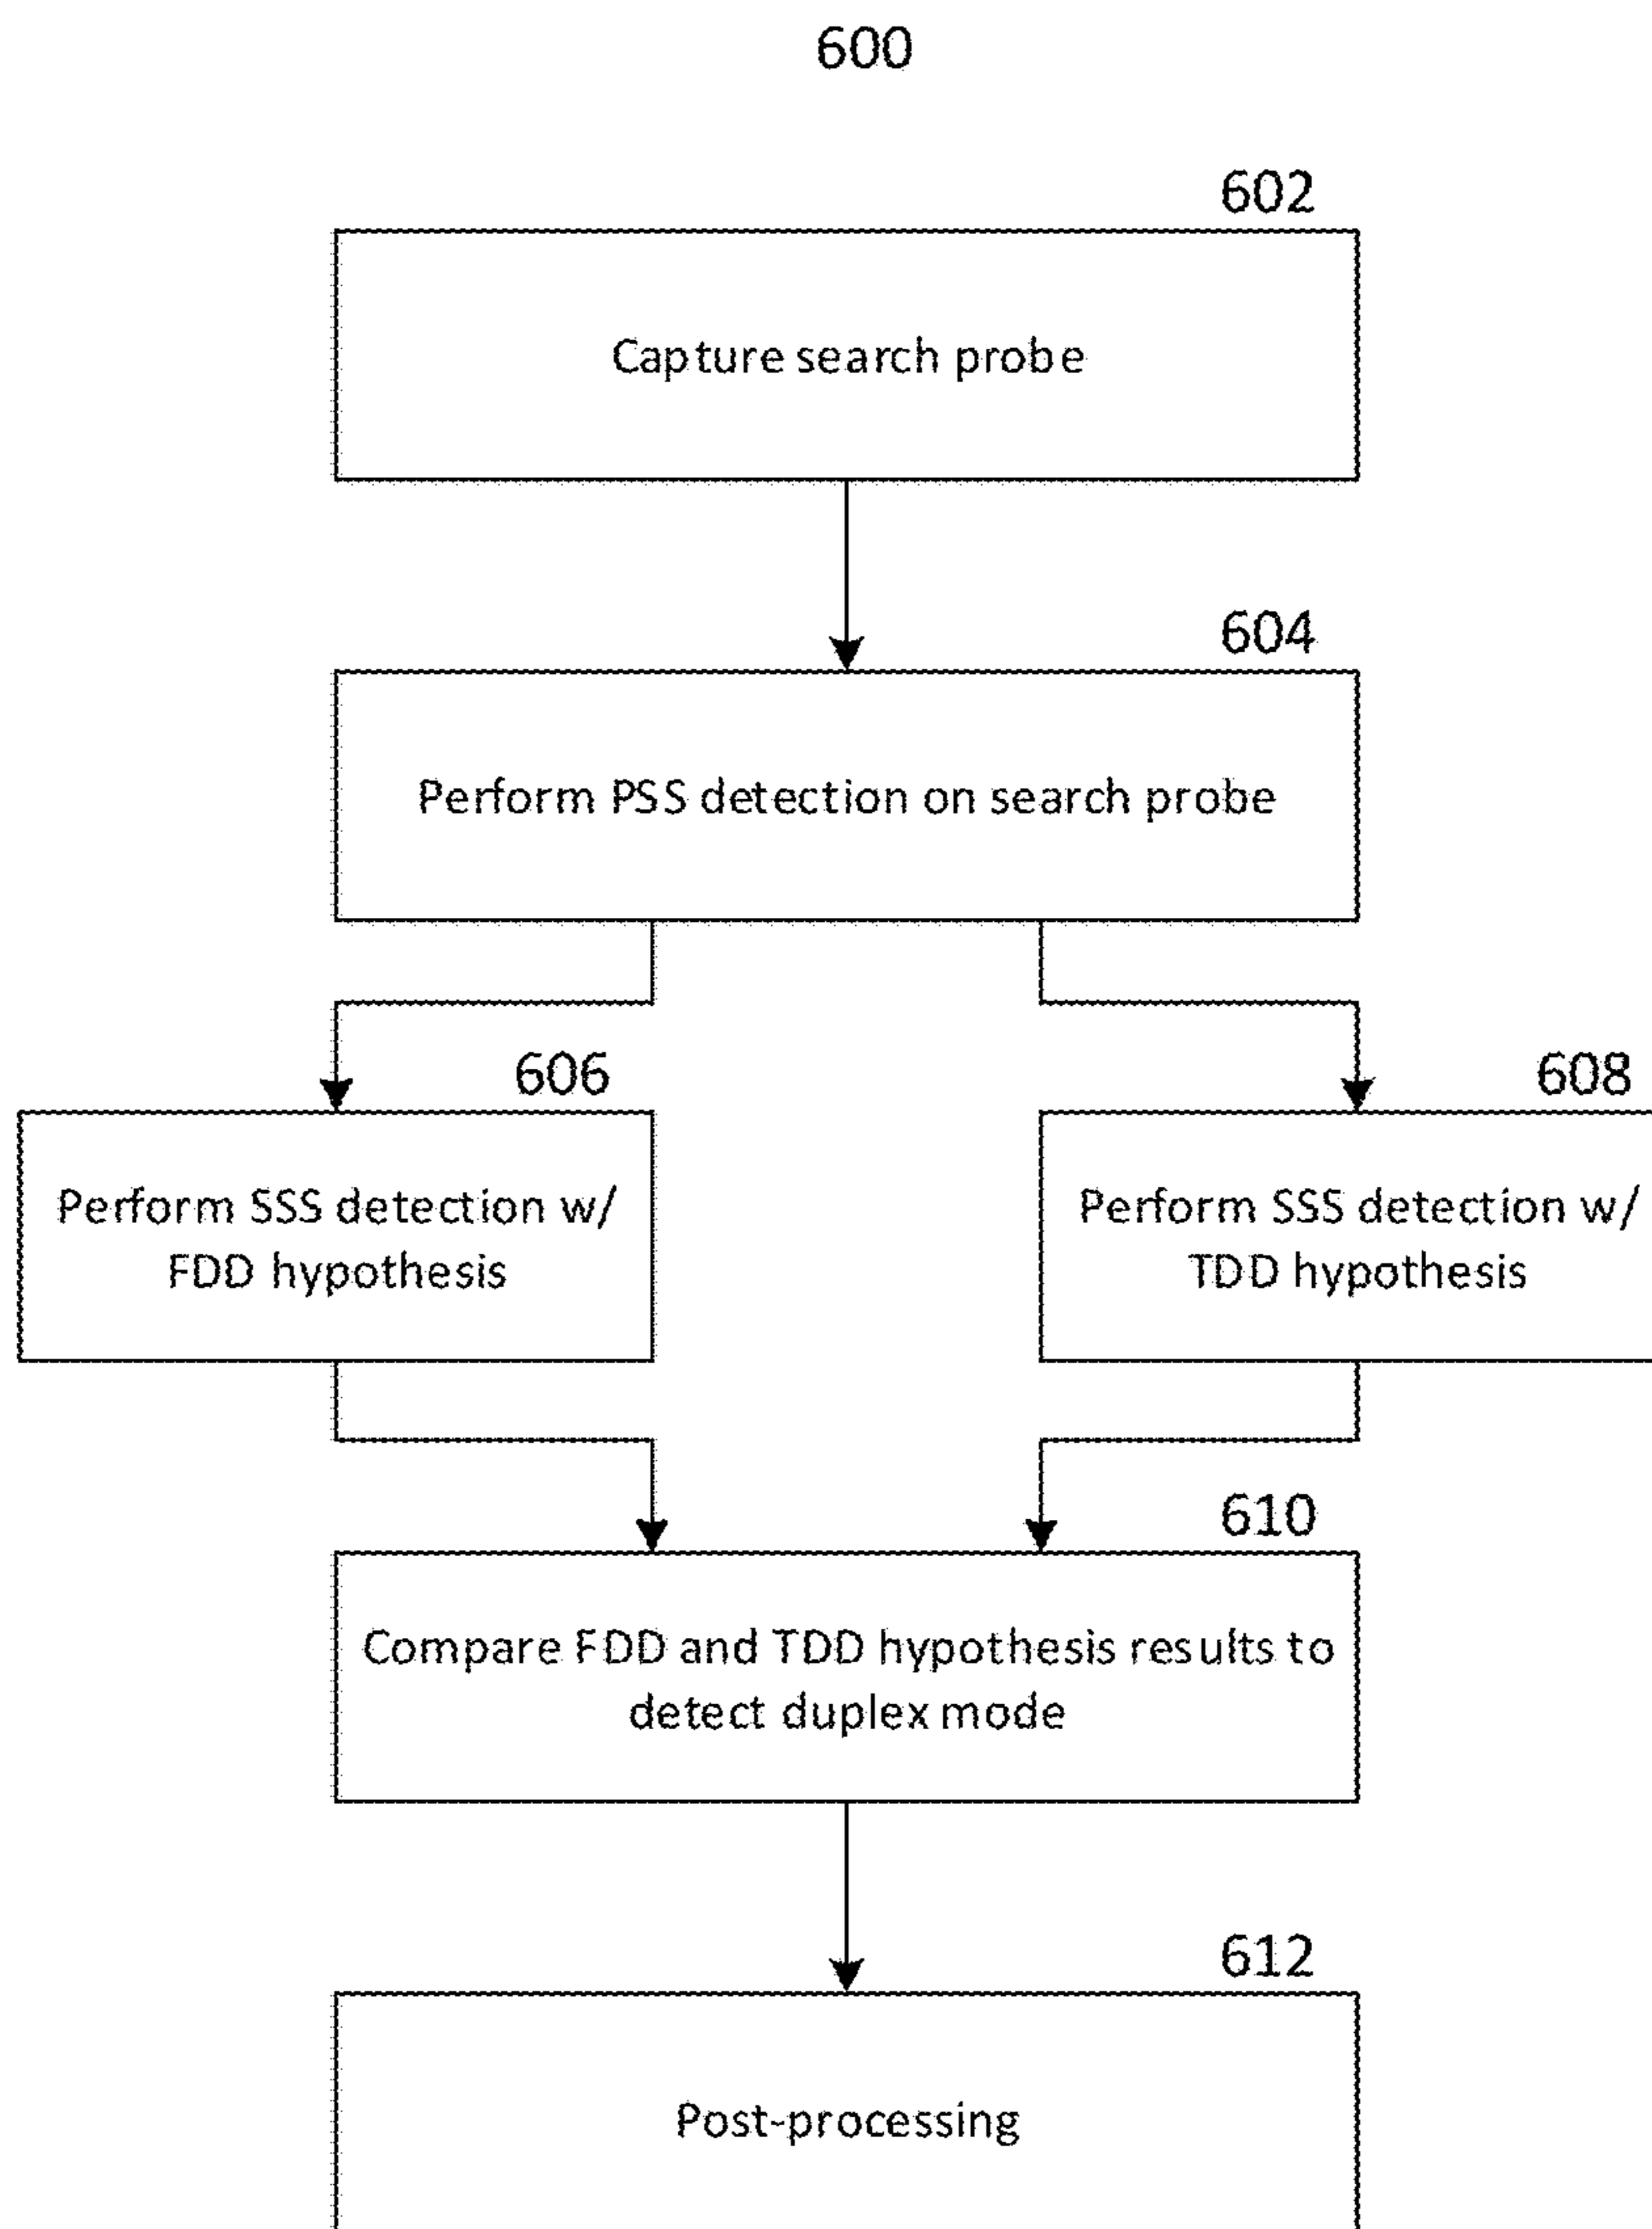 600
602
Capture search probe
604
Perform PSS detection on search probe
606
Perform SSS detection w/
FDD hypothesis
608
Perform SSS detection w/
TDD hypothesis
610
Compare FDD and TDD hypothesis results to
detect duplex mode
612
Post-processing